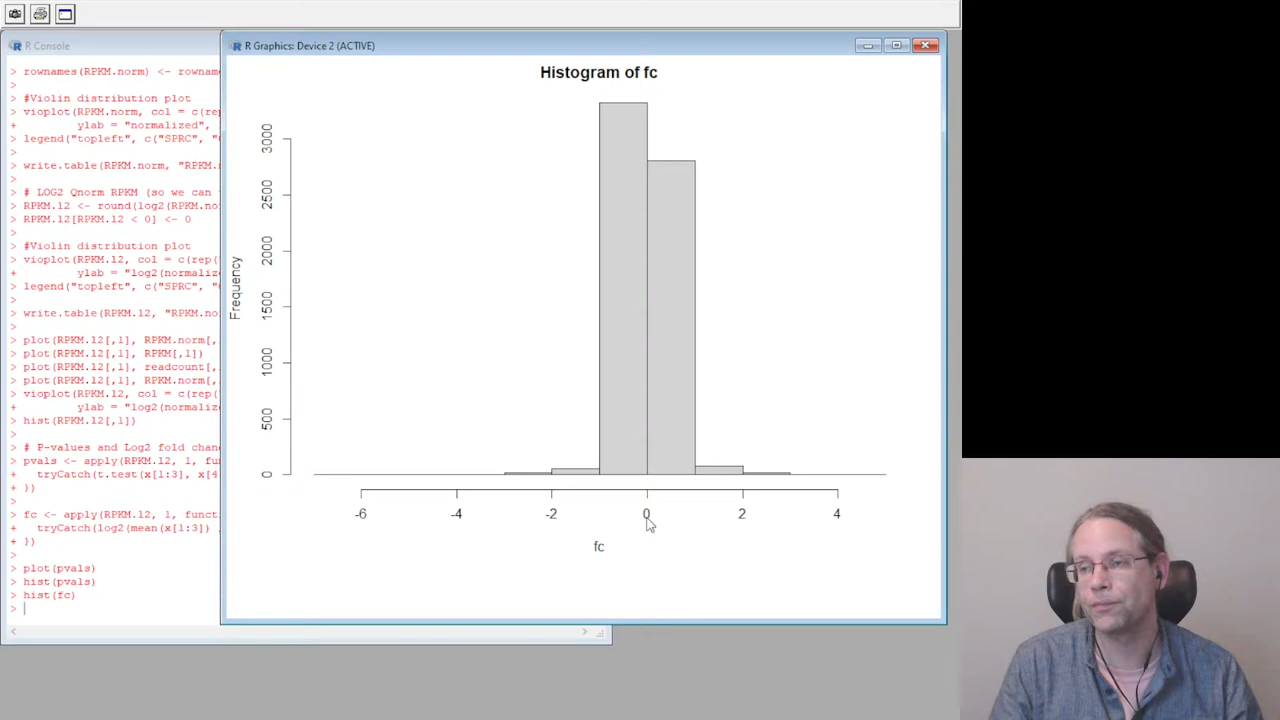 R Console
> rownames(RPKM.norm) <- rowname
>
> #Violin distribution plot
> vioplot(RPKM.norm, col = c(rep(
+ ylab = "normalized",
> legend("topleft", c("SPRC", "
>
> write.table(RPKM.norm, "RPKM.n
>
> # LOG2 Qnorm RPKM (so we can
> RPKM.l2 <- round(log2(RPKM.no
> RPKM.l2[RPKM.l2 < 0] <- 0
>
> #Violin distribution plot
> vioplot(RPKM.l2, col = c(rep(
+ ylab = "log2(normaliz
> legend("topleft", c("SPRC", "
>
> write.table(RPKM.l2, "RPKM.no
>
> plot(RPKM.l2[,1], RPKM.norm[,
> plot(RPKM.l2[,1], RPKM[,1])
> plot(RPKM.l2[,1], readcount[,
> plot(RPKM.l2[,1], RPKM.norm[,
> vioplot(RPKM.l2, col = c(rep(
+ ylab = "log2(normaliz
> hist(RPKM.l2[,1])
>
> # P-values and Log2 fold chan
> pvals <- apply(RPKM.l2, 1, fu
+ tryCatch(t.test(x[1:3], x[4
+ })
>
> fc <- apply(RPKM.l2, 1, funct
+ tryCatch(log2(mean(x[1:3])
+ })
>
> plot(pvals)
> hist(pvals)
> hist(fc)
>
R Graphics: Device 2 (ACTIVE)
Histogram of fc
Frequency
3000
2500
2000
1500
1000
500
0
-6 -4 -2 0 2 4
fc